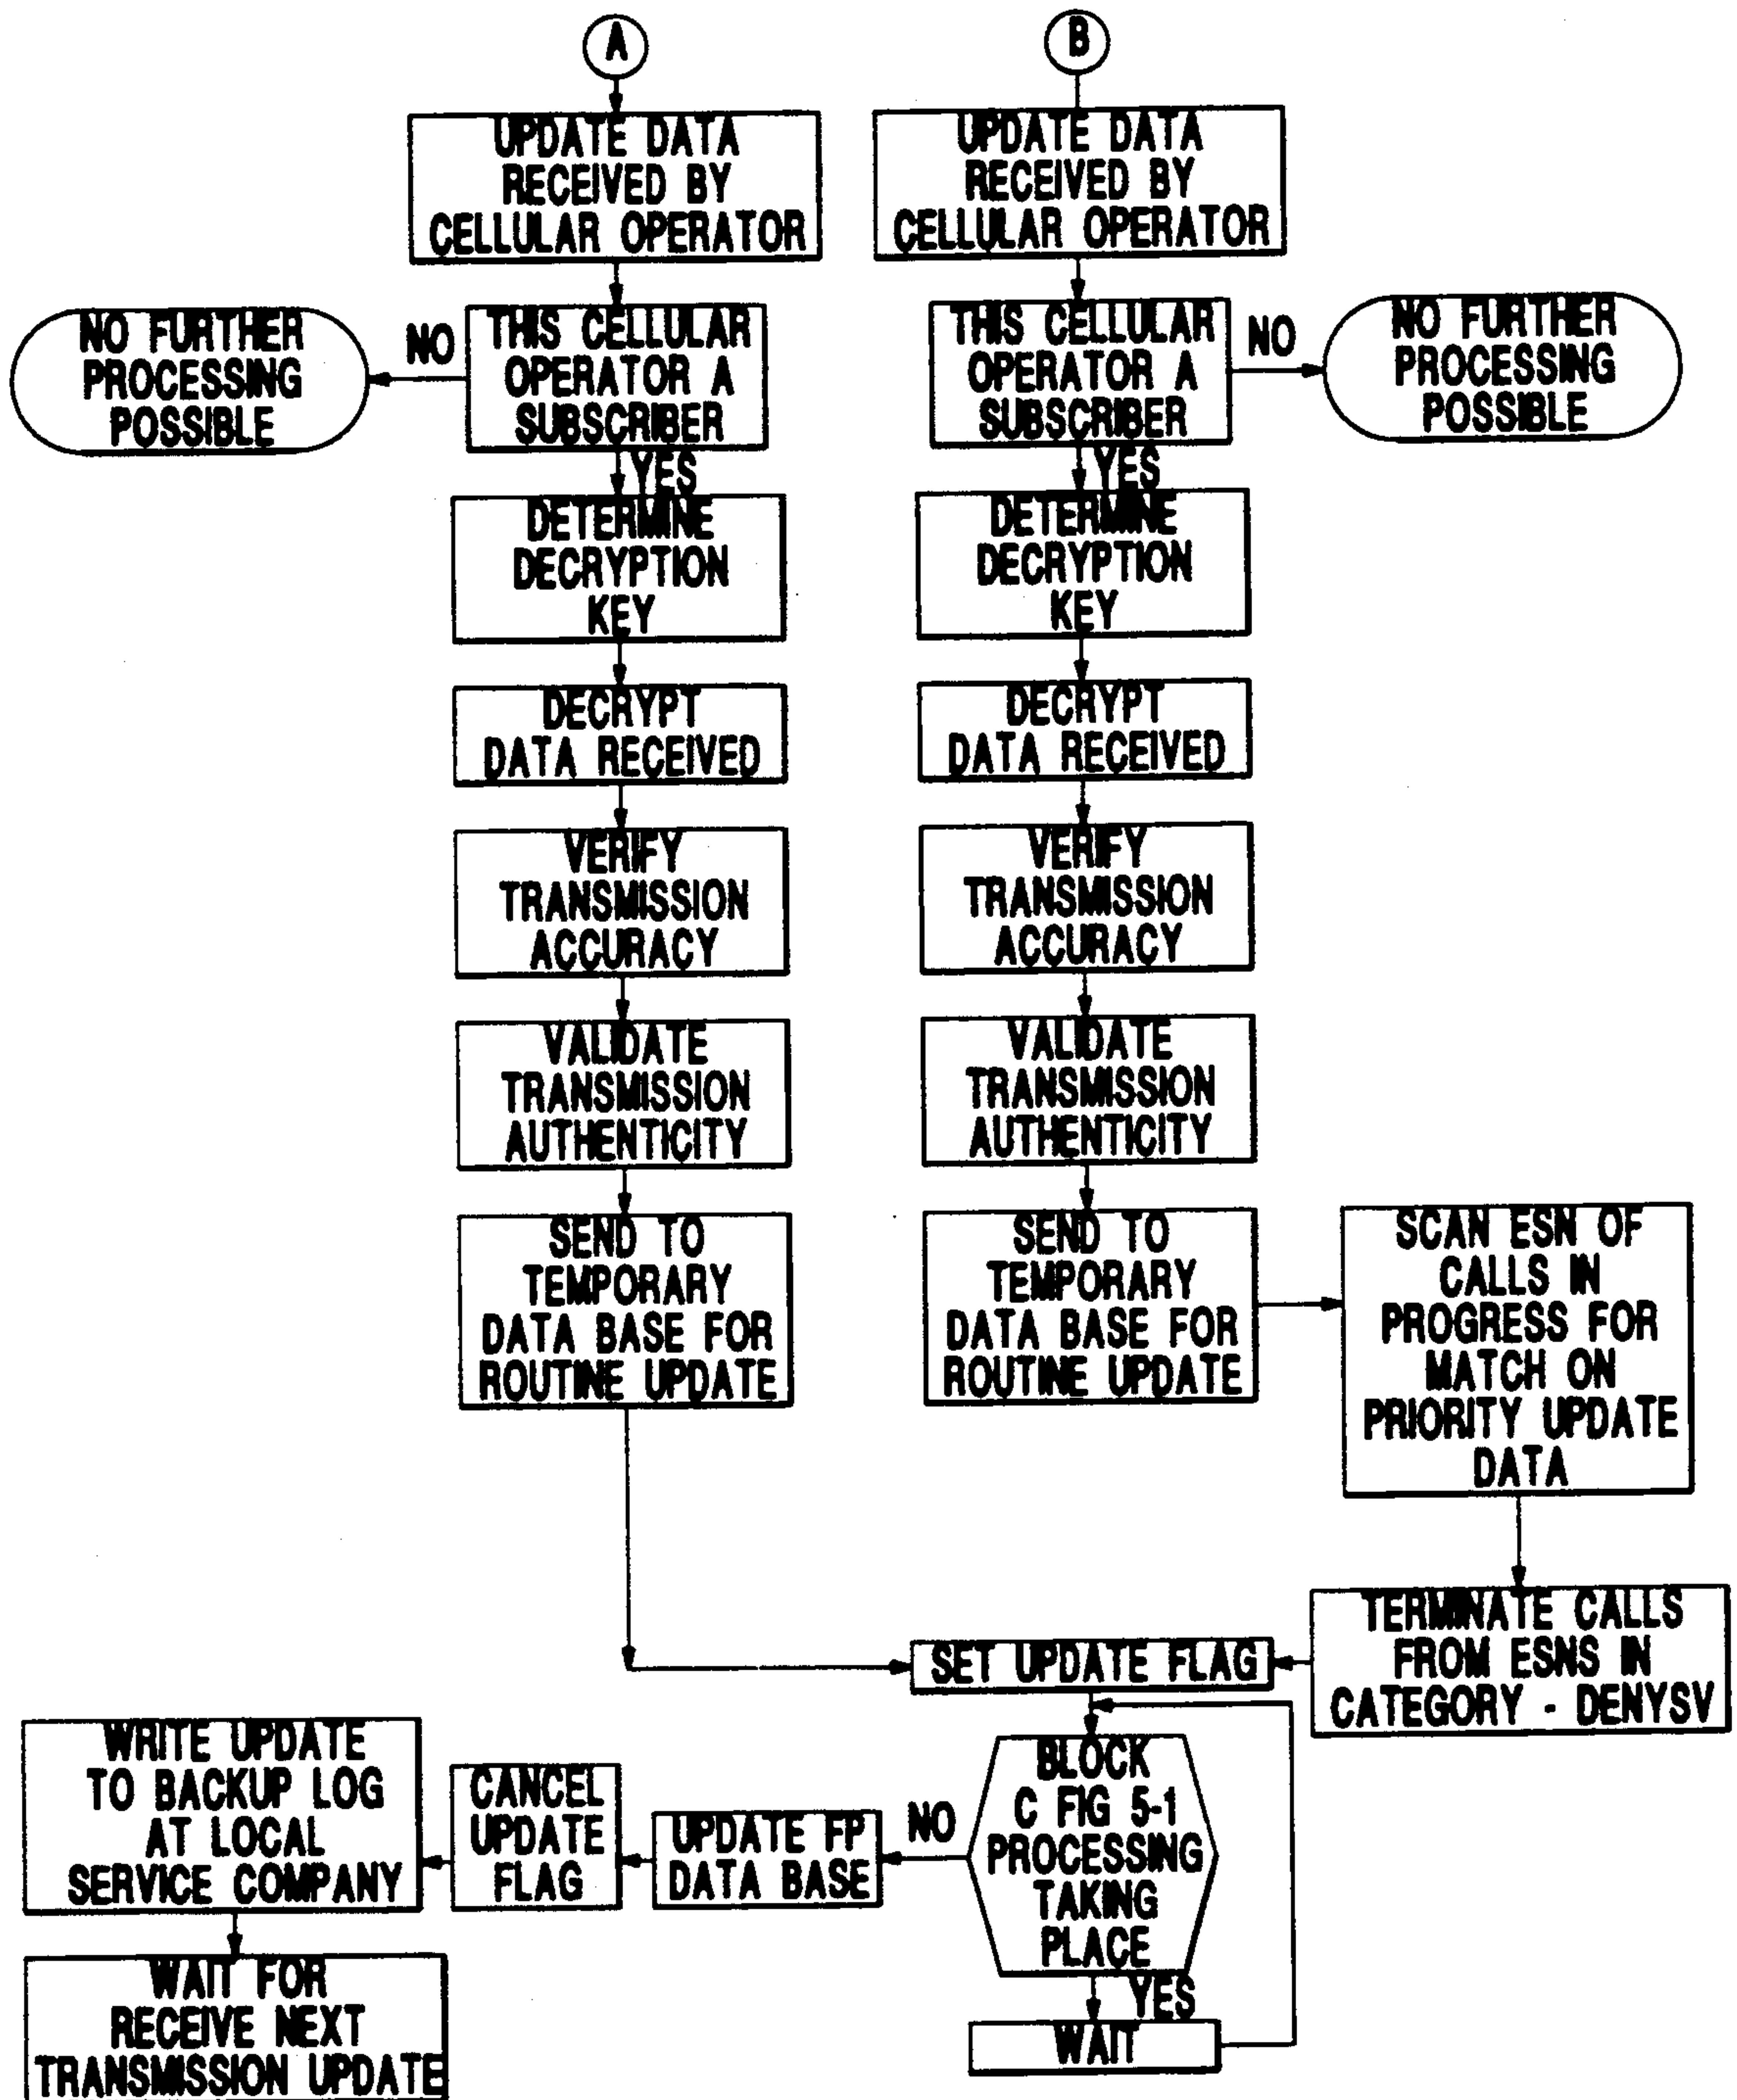 A
UPDATE DATA
RECEIVED BY
CELLULAR OPERATOR
NO FURTHER
PROCESSING
POSSIBLE
NO
THIS CELLULAR
OPERATOR A
SUBSCRIBER
YES
DETERMINE
DECRYPTION
KEY
DECRYPT
DATA RECEIVED
VERIFY
TRANSMISSION
ACCURACY
VALIDATE
TRANSMISSION
AUTHENTICITY
SEND TO
TEMPORARY
DATA BASE FOR
ROUTINE UPDATE
B
UPDATE DATA
RECEIVED BY
CELLULAR OPERATOR
THIS CELLULAR
OPERATOR A
SUBSCRIBER
NO
NO FURTHER
PROCESSING
POSSIBLE
YES
DETERMINE
DECRYPTION
KEY
DECRYPT
DATA RECEIVED
VERIFY
TRANSMISSION
ACCURACY
VALIDATE
TRANSMISSION
AUTHENTICITY
SEND TO
TEMPORARY
DATA BASE FOR
ROUTINE UPDATE
SCAN ESN OF
CALLS IN
PROGRESS FOR
MATCH ON
PRIORITY UPDATE
DATA
TERMINATE CALLS
FROM ESNS IN
CATEGORY - DENYSV
SET UPDATE FLAG
BLOCK
C FIG 5-1
PROCESSING
TAKING
PLACE
YES
WAIT
NO
UPDATE FP
DATA BASE
CANCEL
UPDATE
FLAG
WRITE UPDATE
TO BACKUP LOG
AT LOCAL
SERVICE COMPANY
WAIT FOR
RECEIVE NEXT
TRANSMISSION UPDATE